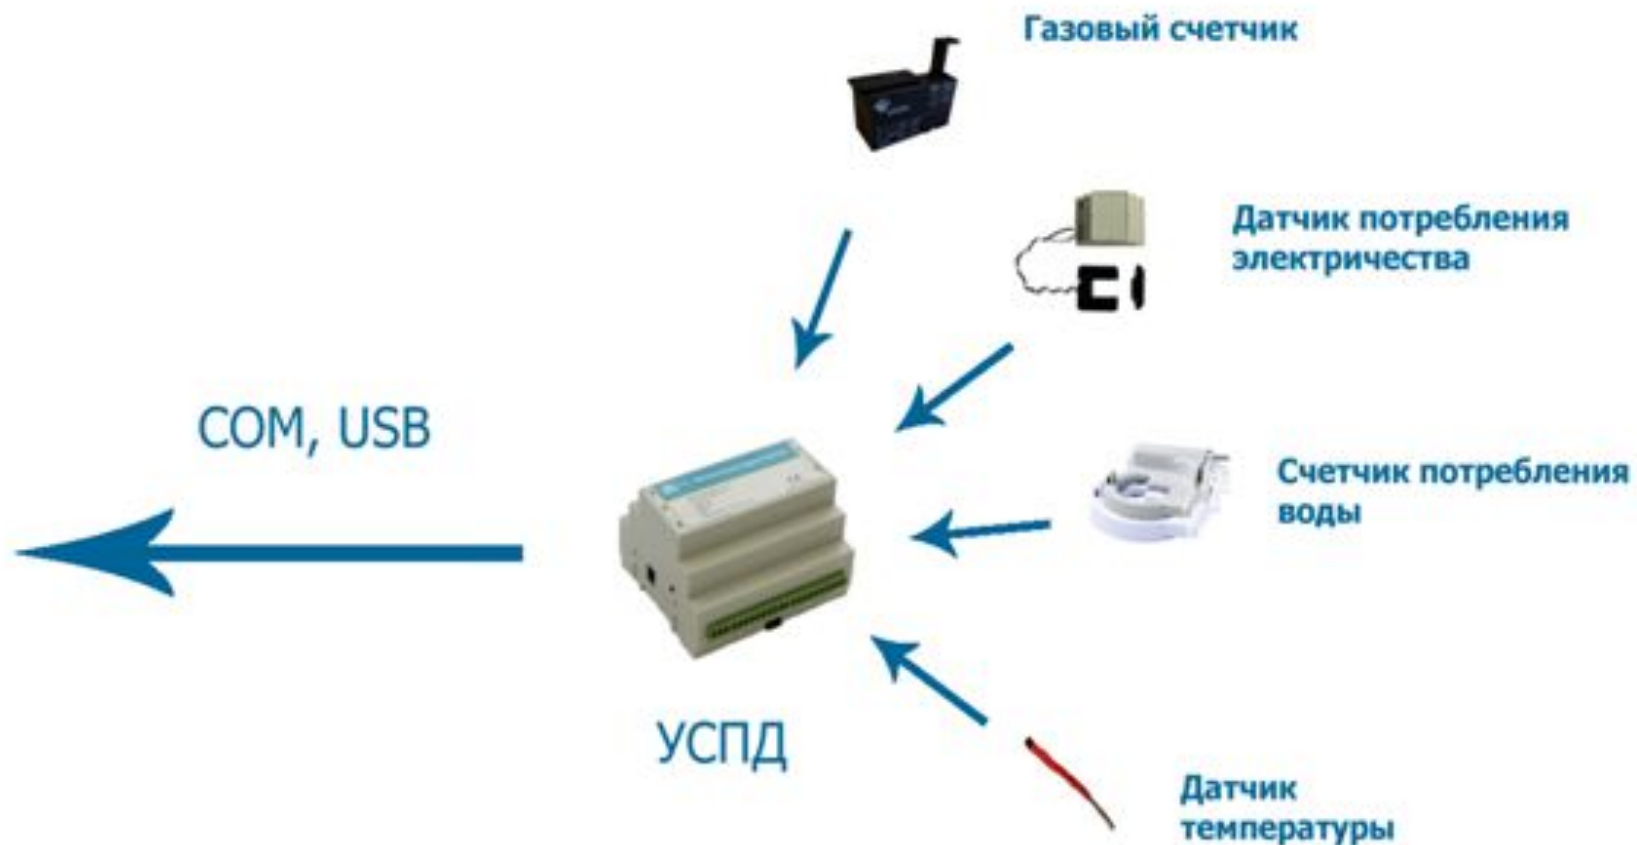 Газовый счетчик
Датчик потребления
электричества
COM, USB
Счетчик потребления
воды
УСПД
Датчик
температуры